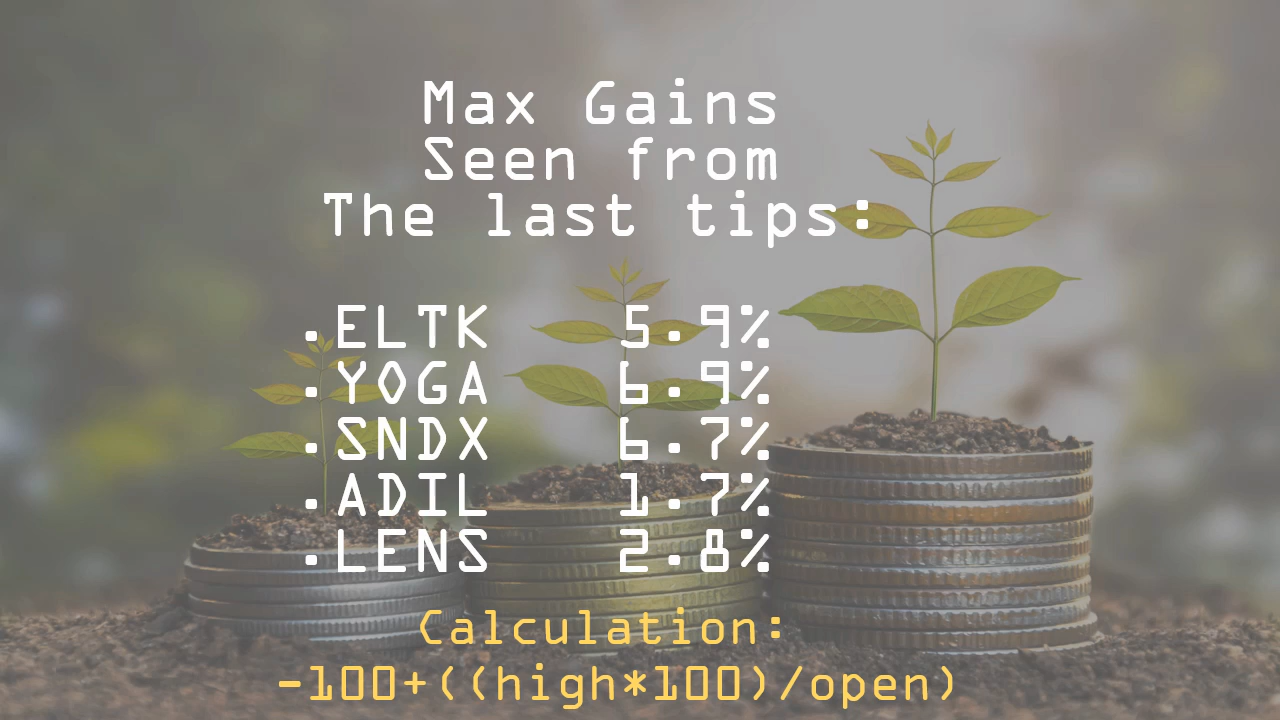 Max Gains
Seen from
The last tips:
.ELTK 5.9%
.YOGA 6.9%
.SNDX 6.7%
.ADIL 1.7%
.LENS 2.8%
Calculation:
-100+((high*100)/open)